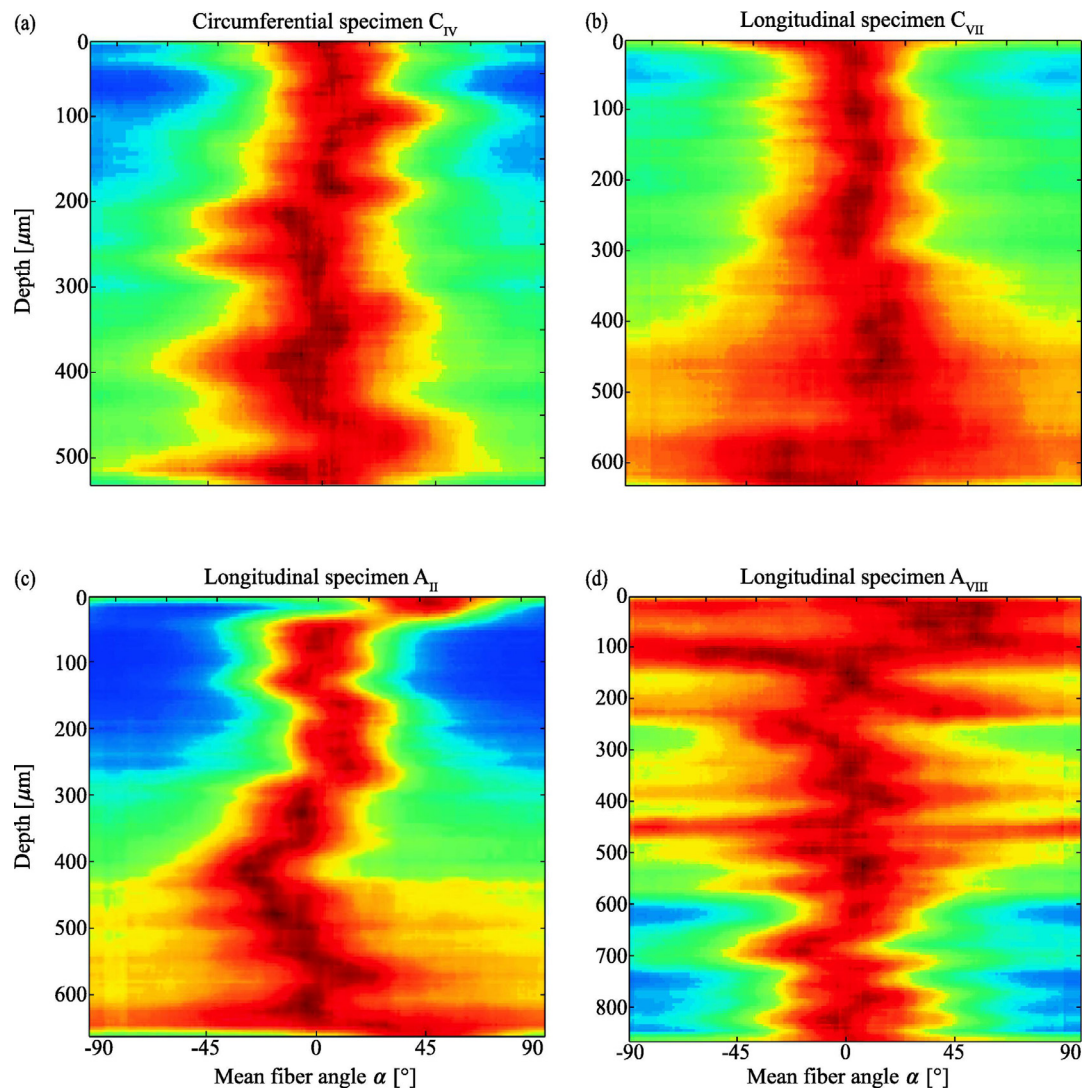 (a) Circumferential specimen C_IV
(b) Longitudinal specimen C_VII
0
100
200
300
400
500
Depth [μm]
0
100
200
300
400
500
600
(c) Longitudinal specimen A_II
(d) Longitudinal specimen A_VIII
0
100
200
300
400
500
600
Depth [μm]
0
100
200
300
400
500
600
700
800
-90 -45 0 45 90
-90 -45 0 45 90
Mean fiber angle α [°]
Mean fiber angle α [°]